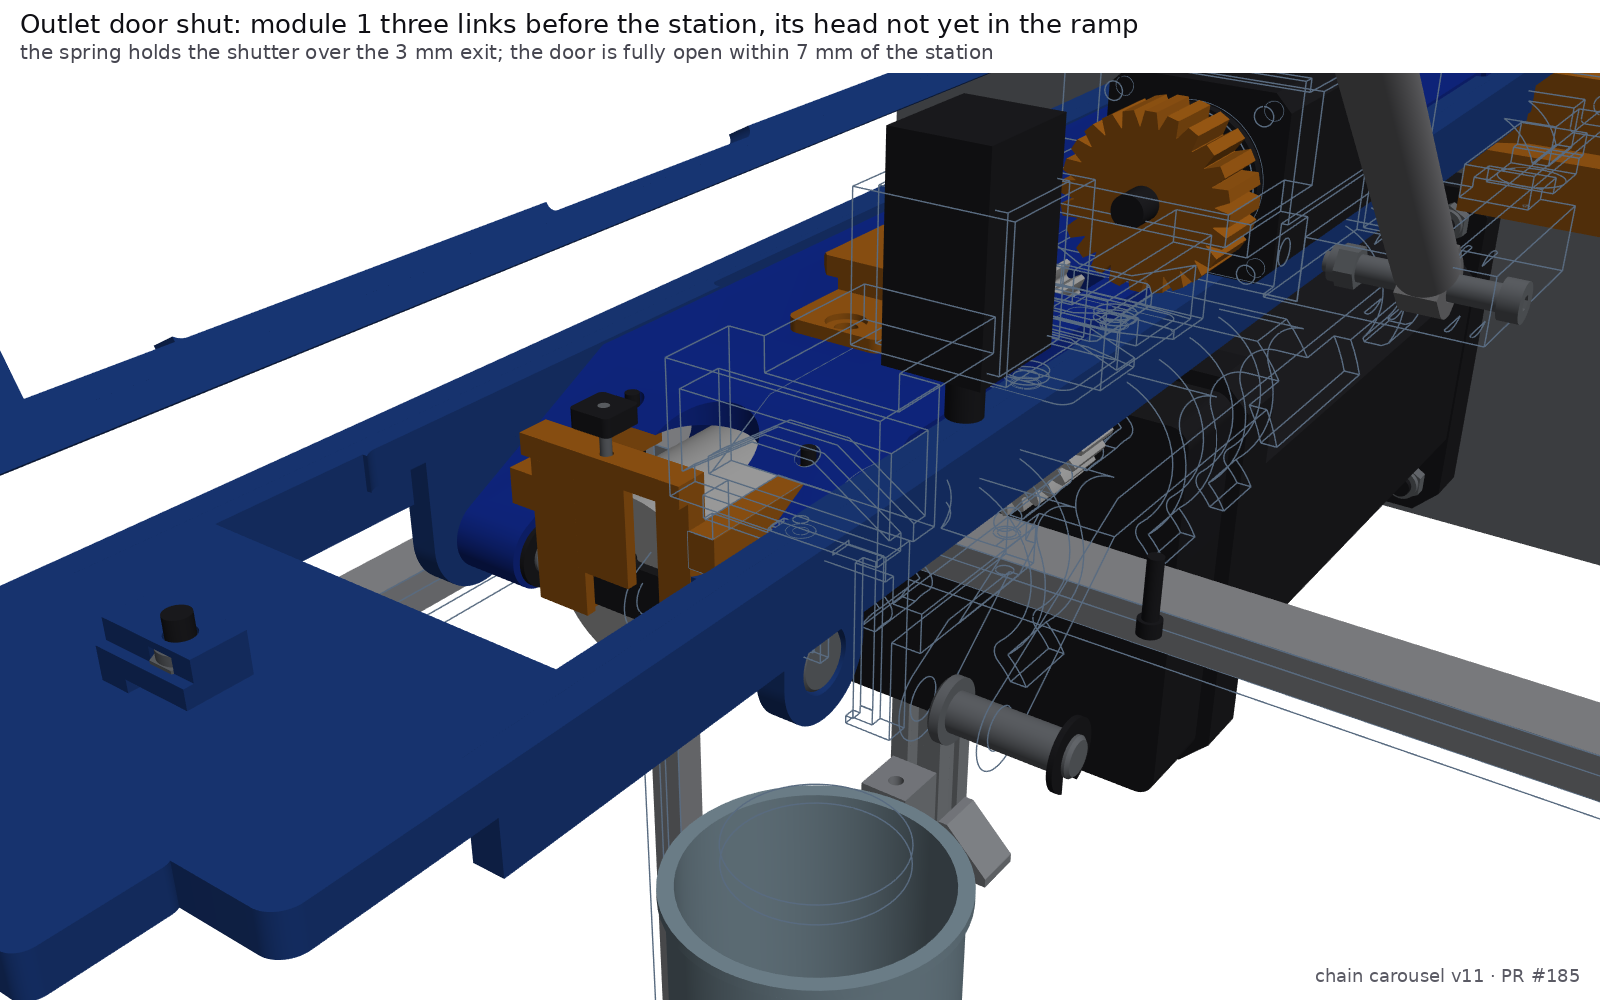 Outlet door shut: module 1 three links before the station, its head not yet in the ramp
the spring holds the shutter over the 3 mm exit; the door is fully open within 7 mm of the station
chain carousel v11 · PR #185